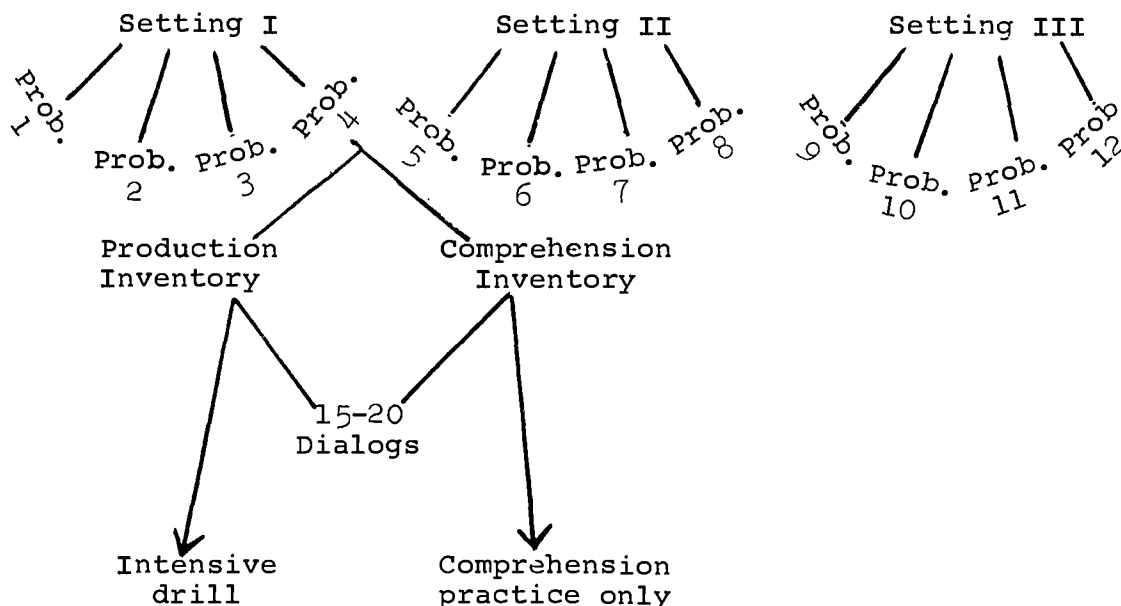 Setting I
Setting II
Setting III
Prob.
1
Prob.
2
Prob.
3
Prob.
4
Prob.
5
Prob.
6
Prob.
7
Prob.
8
Prob.
9
Prob.
10
Prob.
11
Prob
12
Production
Inventory
Comprehension
Inventory
15-20
Dialogs
Intensive
drill
Comprehension
practice only